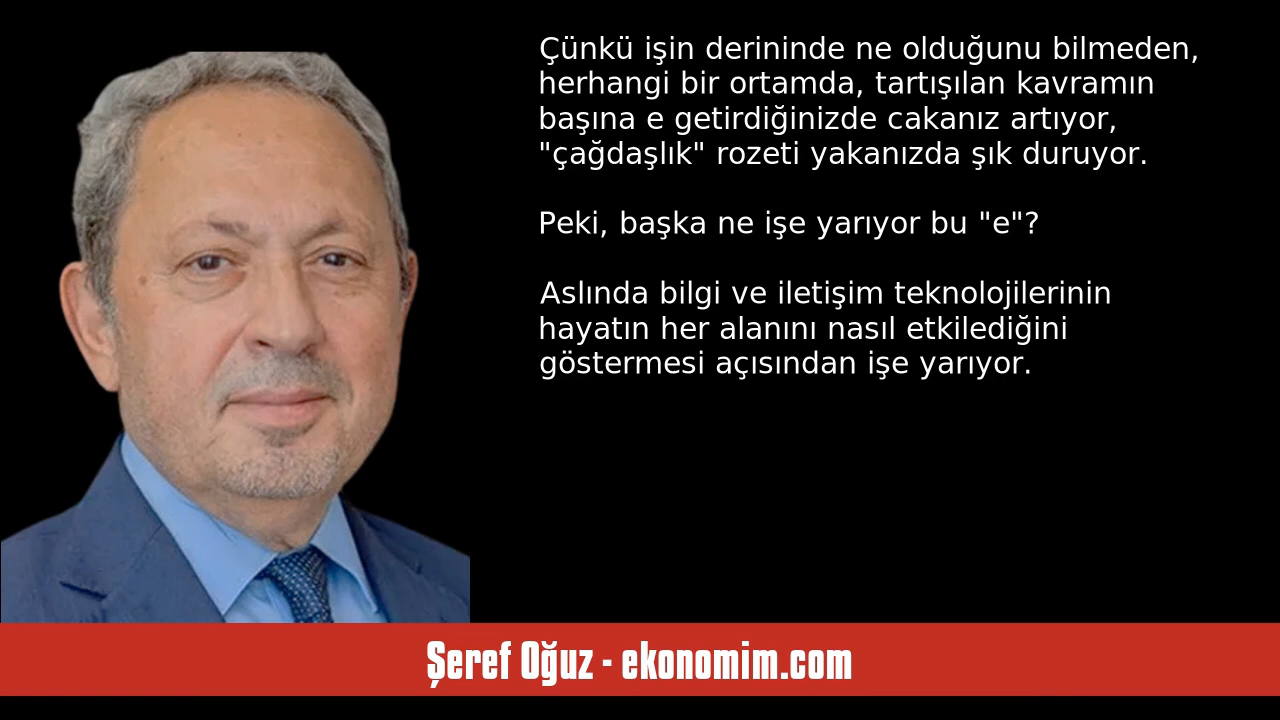 Çünkü işin derininde ne olduğunu bilmeden,
herhangi bir ortamda, tartışılan kavramın
başına e getirdiğinizde cakanız artıyor,
"çağdaşlık" rozeti yakanızda şık duruyor.
Peki, başka ne işe yarıyor bu "e"?
Aslında bilgi ve iletişim teknolojilerinin
hayatın her alanını nasıl etkilediğini
göstermesi açısından işe yarıyor.
Şeref Oğuz - ekonomim.com